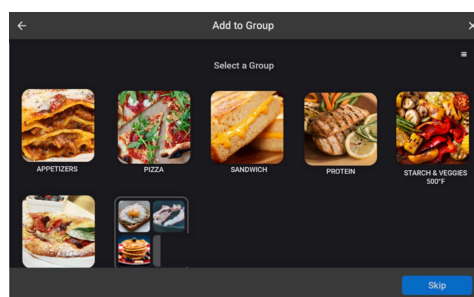 Add to Group
Select a Group
APPETIZERS
PIZZA
SANDWICH
PROTEIN
STARCH & VEGGIES
500°F
Skip